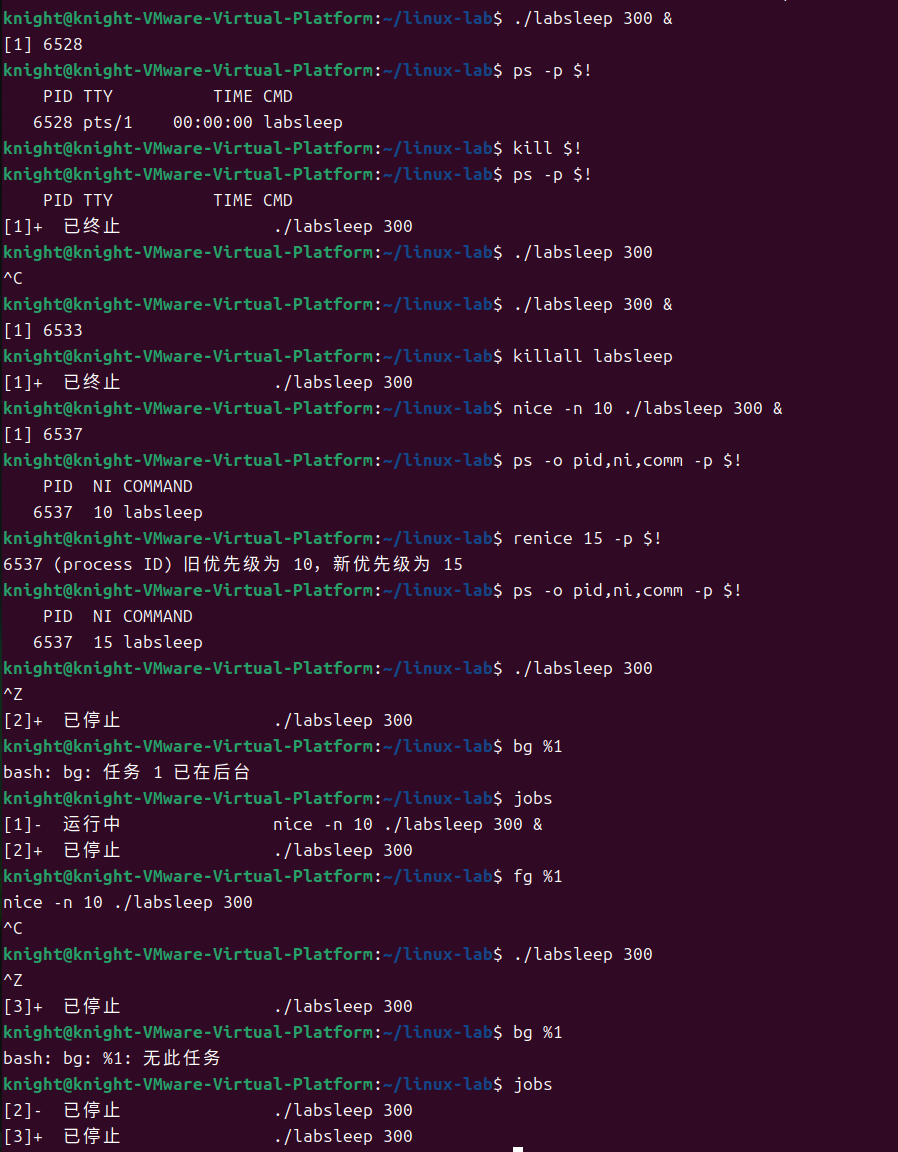 knight@knight-VMware-Virtual-Platform:~/linux-lab$ ./labsleep 300 &
[1] 6528
knight@knight-VMware-Virtual-Platform:~/linux-lab$ ps -p $!
    PID TTY          TIME CMD
   6528 pts/1    00:00:00 labsleep
knight@knight-VMware-Virtual-Platform:~/linux-lab$ kill $!
knight@knight-VMware-Virtual-Platform:~/linux-lab$ ps -p $!
    PID TTY          TIME CMD
[1]+  已终止               ./labsleep 300
knight@knight-VMware-Virtual-Platform:~/linux-lab$ ./labsleep 300
^C
knight@knight-VMware-Virtual-Platform:~/linux-lab$ ./labsleep 300 &
[1] 6533
knight@knight-VMware-Virtual-Platform:~/linux-lab$ killall labsleep
[1]+  已终止               ./labsleep 300
knight@knight-VMware-Virtual-Platform:~/linux-lab$ nice -n 10 ./labsleep 300 &
[1] 6537
knight@knight-VMware-Virtual-Platform:~/linux-lab$ ps -o pid,ni,comm -p $!
    PID  NI COMMAND
   6537  10 labsleep
knight@knight-VMware-Virtual-Platform:~/linux-lab$ renice 15 -p $!
6537 (process ID) 旧优先级为 10，新优先级为 15
knight@knight-VMware-Virtual-Platform:~/linux-lab$ ps -o pid,ni,comm -p $!
    PID  NI COMMAND
   6537  15 labsleep
knight@knight-VMware-Virtual-Platform:~/linux-lab$ ./labsleep 300
^Z
[2]+  已停止               ./labsleep 300
knight@knight-VMware-Virtual-Platform:~/linux-lab$ bg %1
bash: bg: 任务 1 已在后台
knight@knight-VMware-Virtual-Platform:~/linux-lab$ jobs
[1]-  运行中               nice -n 10 ./labsleep 300 &
[2]+  已停止               ./labsleep 300
knight@knight-VMware-Virtual-Platform:~/linux-lab$ fg %1
nice -n 10 ./labsleep 300
^C
knight@knight-VMware-Virtual-Platform:~/linux-lab$ ./labsleep 300
^Z
[3]+  已停止               ./labsleep 300
knight@knight-VMware-Virtual-Platform:~/linux-lab$ bg %1
bash: bg: %1: 无此任务
knight@knight-VMware-Virtual-Platform:~/linux-lab$ jobs
[2]-  已停止               ./labsleep 300
[3]+  已停止               ./labsleep 300